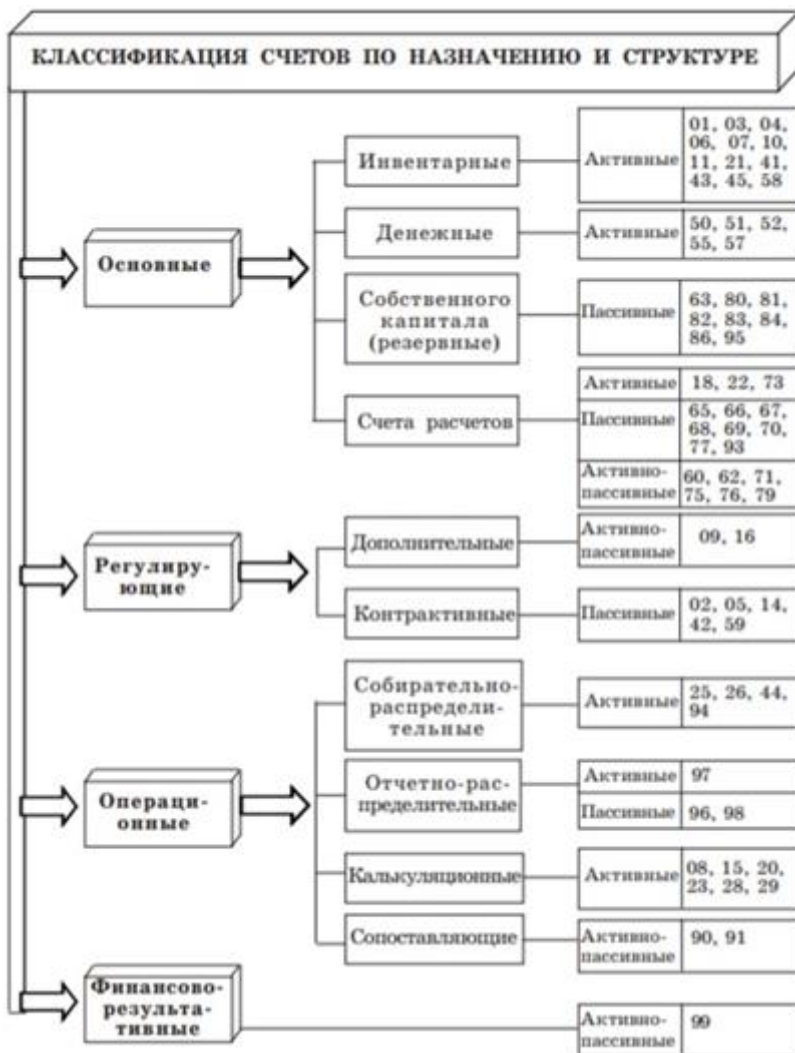 КЛАССИФИКАЦИЯ СЧЕТОВ ПО НАЗНАЧЕНИЮ И СТРУКТУРЕ
Основные
Инвентарные
Активные
01, 03, 04,
06, 07, 10,
11, 21, 41,
43, 45, 58
Денежные
Активные
50, 51, 52,
55, 57
Собственного
капитала
(резервные)
Пассивные
63, 80, 81,
82, 83, 84,
86, 95
Счета расчетов
Активные
18, 22, 73
Пассивные
65, 66, 67,
68, 69, 70,
77, 93
Активно-
пассивные
60, 62, 71,
75, 76, 79
Регулиру-
ющие
Дополнительные
Активно-
пассивные
09, 16
Контрактивные
Пассивные
02, 05, 14,
42, 59
Операци-
онные
Собирательно-
распредели-
тельные
Активные
25, 26, 44,
94
Отчетно-рас-
пределительные
Активные
97
Пассивные
96, 98
Калькуляционные
Активные
08, 15, 20,
23, 28, 29
Сопоставляющие
Активно-
пассивные
90, 91
Финансово-
результа-
тивные
Активно-
пассивные
99